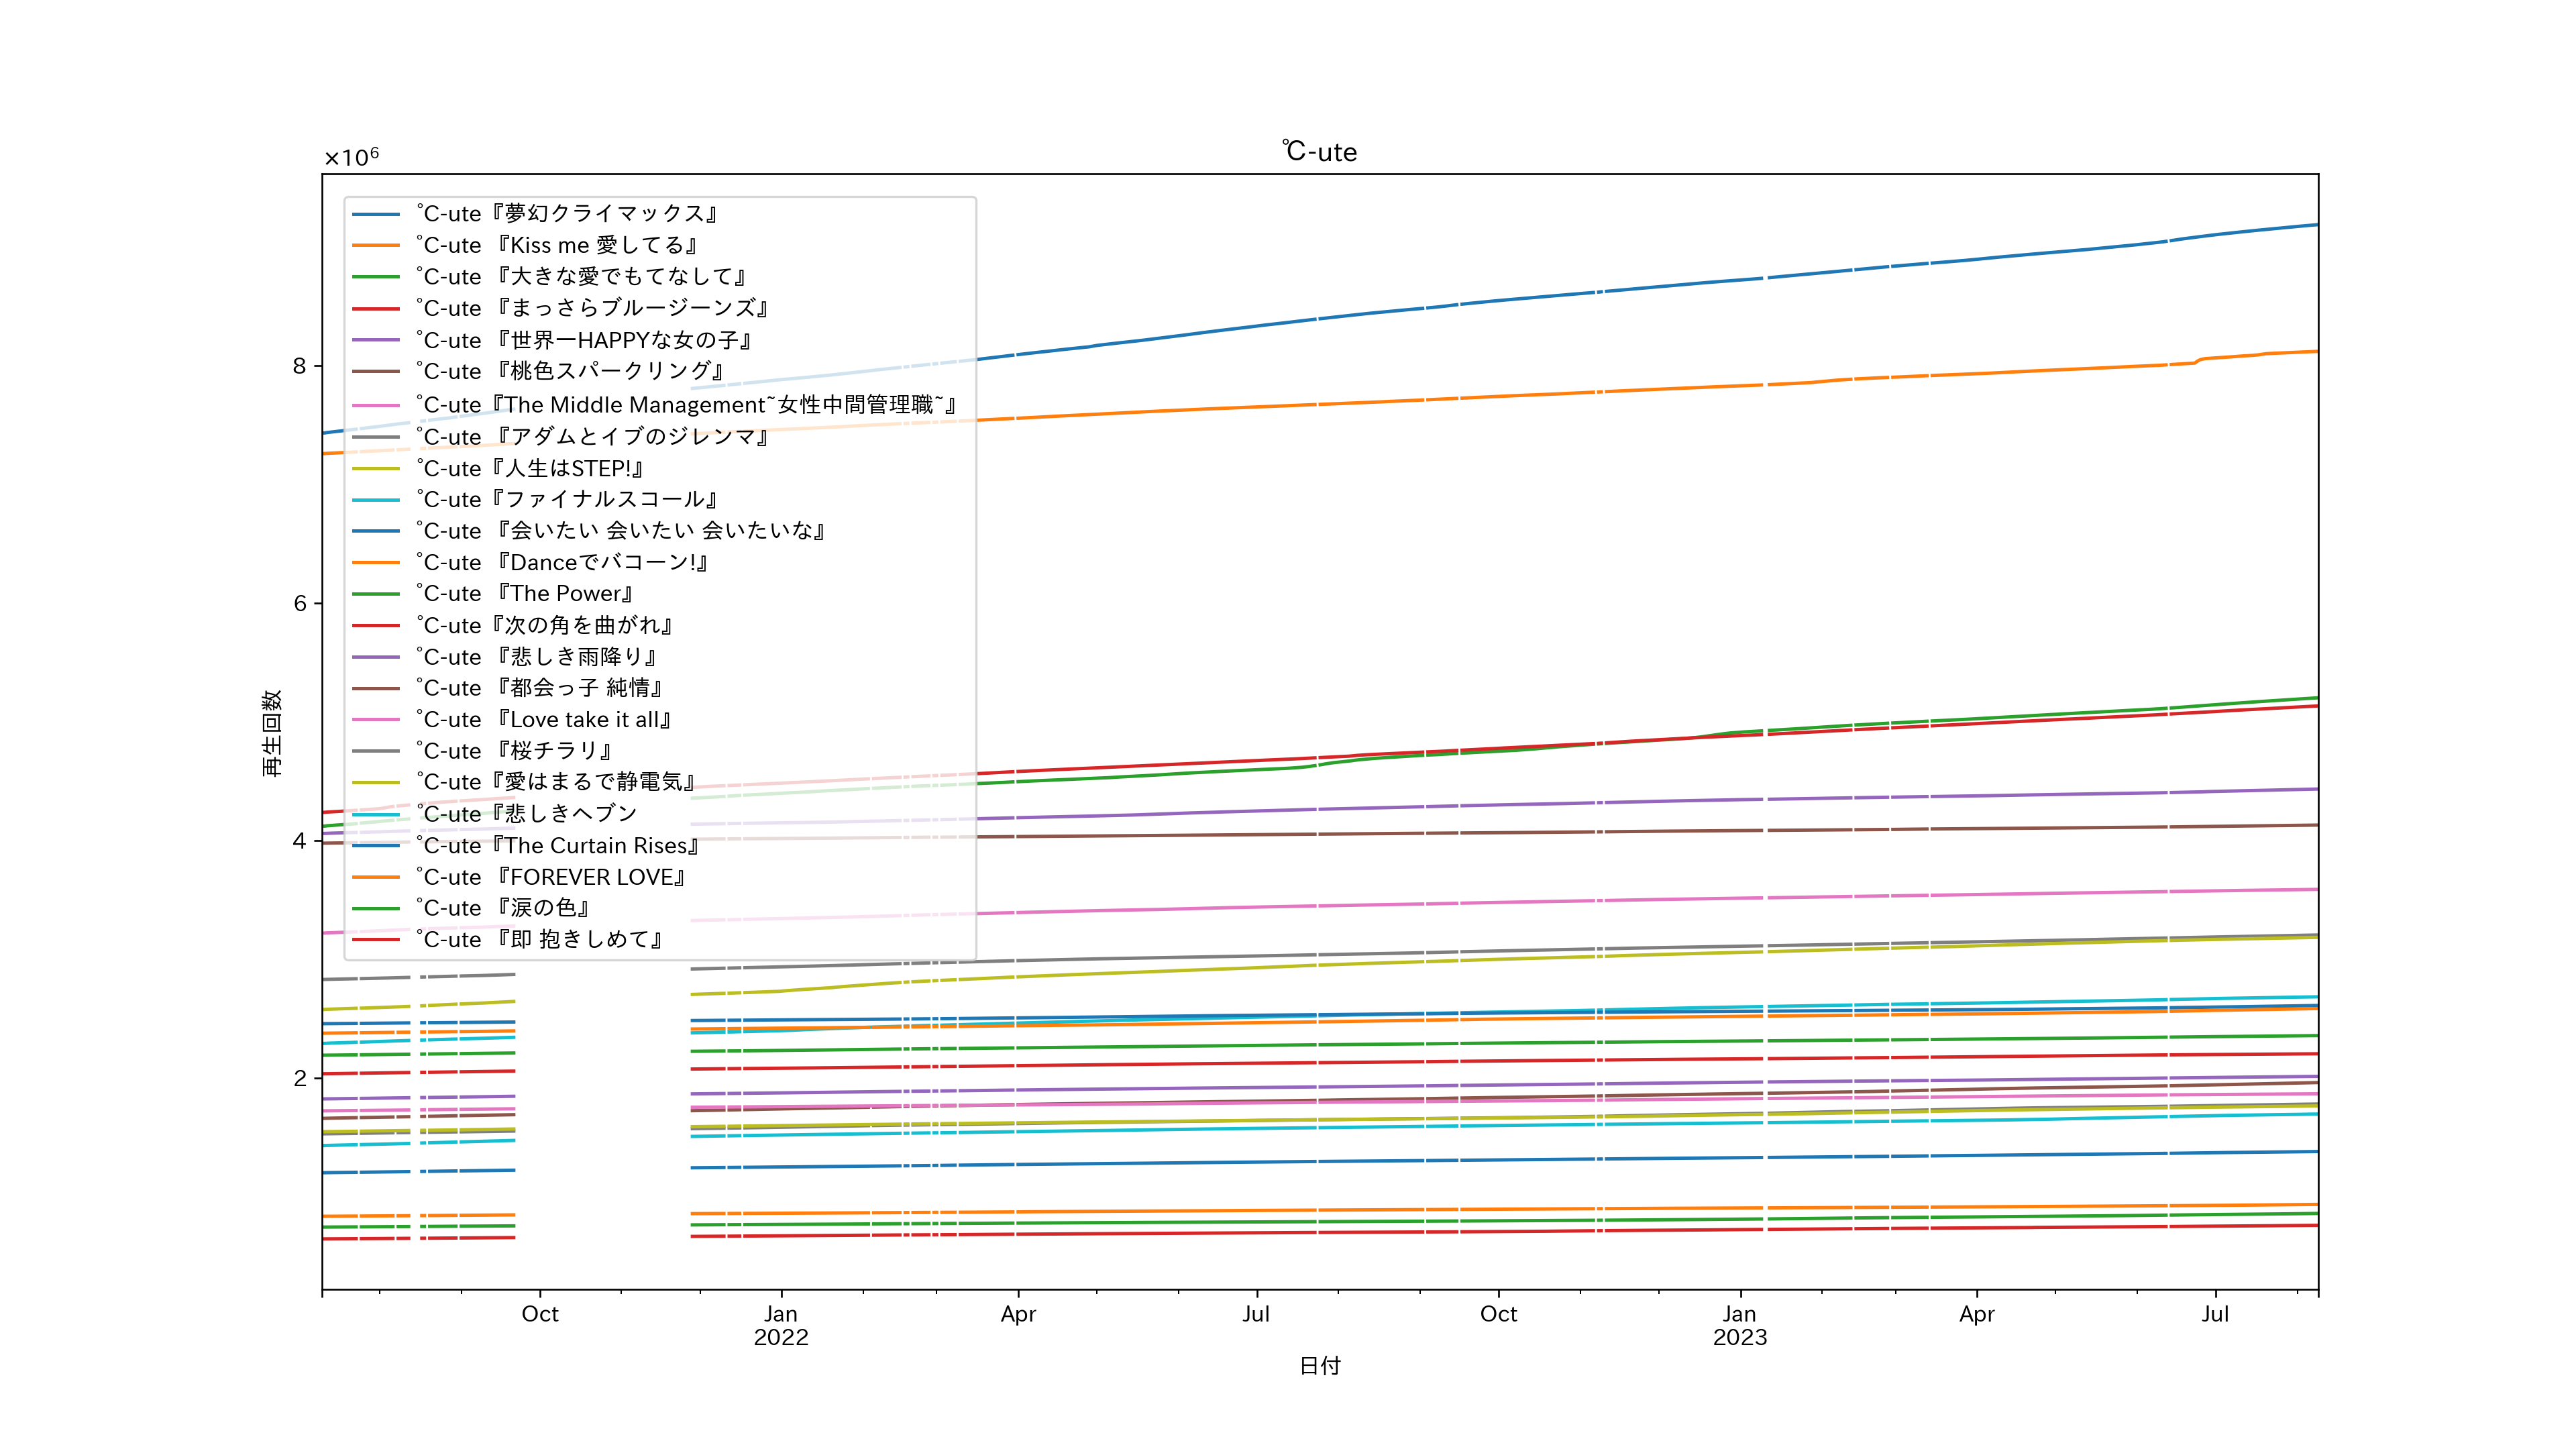 ℃-ute
×10⁶
℃-ute『夢幻クライマックス』
℃-ute 『Kiss me 愛してる』
℃-ute 『大きな愛でもてなして』
℃-ute 『まっさらブルージーンズ』
℃-ute 『世界一HAPPYな女の子』
℃-ute 『桃色スパークリング』
℃-ute『The Middle Management~女性中間管理職~』
℃-ute 『アダムとイブのジレンマ』
℃-ute『人生はSTEP!』
℃-ute『ファイナルスコール』
℃-ute 『会いたい 会いたい 会いたいな』
℃-ute 『Danceでバコーン!』
℃-ute 『The Power』
℃-ute『次の角を曲がれ』
℃-ute 『悲しき雨降り』
℃-ute 『都会っ子 純情』
℃-ute 『Love take it all』
℃-ute 『桜チラリ』
℃-ute『愛はまるで静電気』
℃-ute『悲しきヘブン
℃-ute『The Curtain Rises』
℃-ute 『FOREVER LOVE』
℃-ute 『涙の色』
℃-ute 『即 抱きしめて』
8
6
4
2
再生回数
Oct
Jan
2022
Apr
Jul
Oct
Jan
2023
Apr
Jul
日付